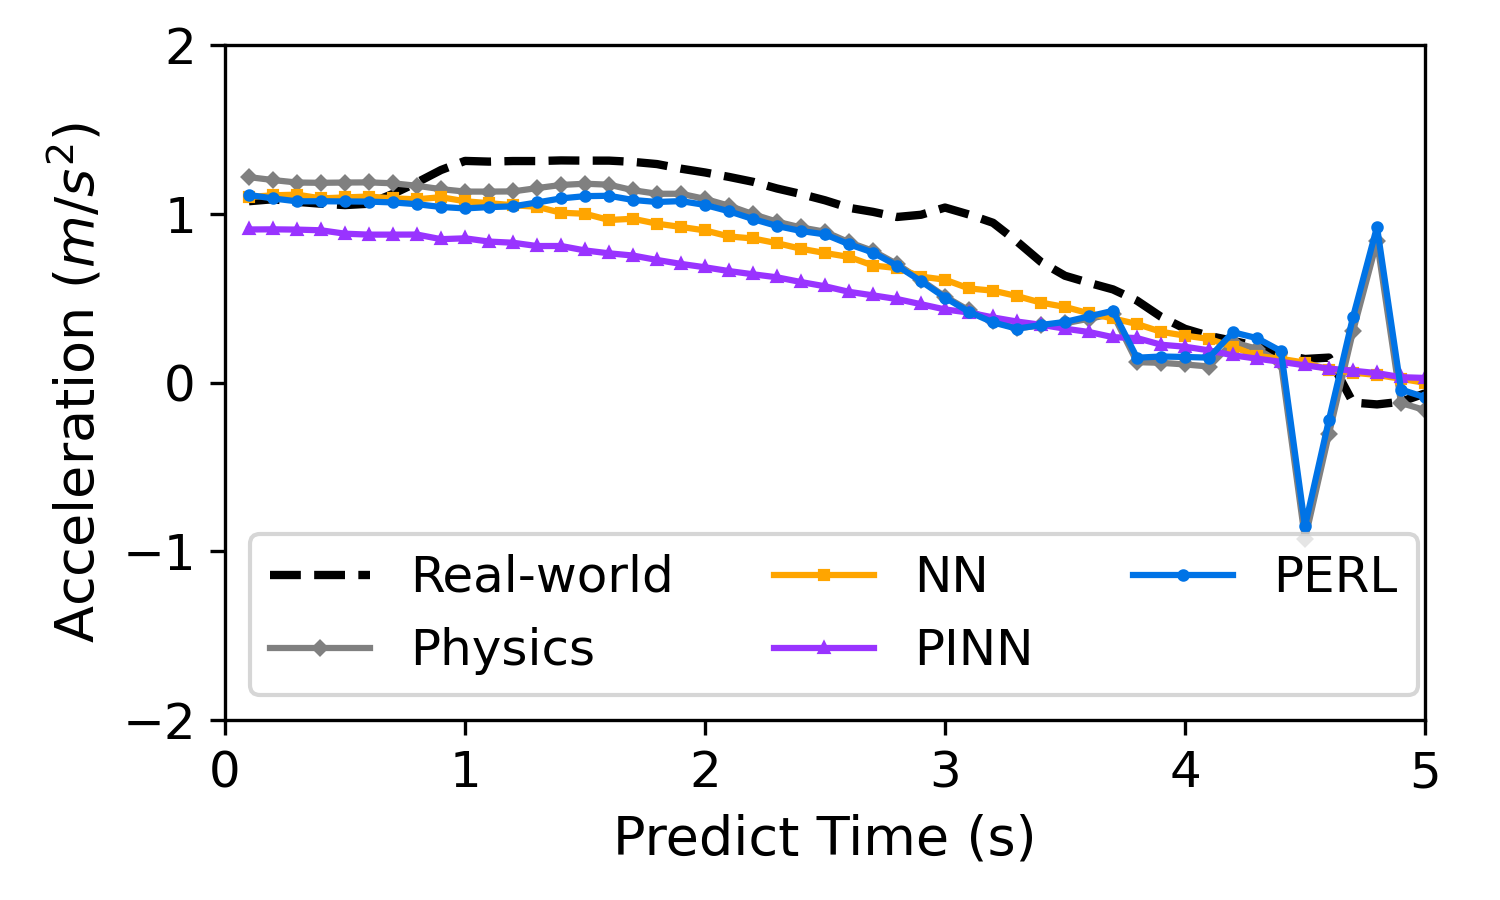 Acceleration (m/s²)
2
1
0
−1
−2
Real-world
Physics
NN
PINN
PERL
0 1 2 3 4 5
Predict Time (s)